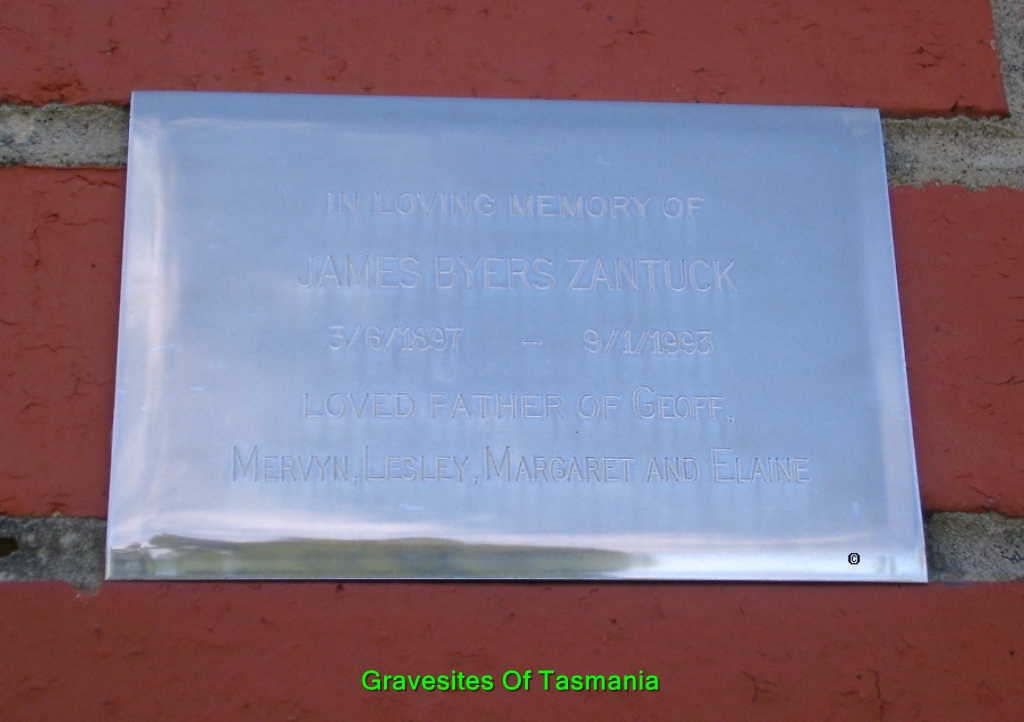 IN LOVING MEMORY OF
JAMES BYERS ZANTUCK
3/6/1897 – 9/1/1993
LOVED FATHER OF GEOFF,
MERVYN, LESLEY, MARGARET AND ELAINE
©
Gravesites Of Tasmania